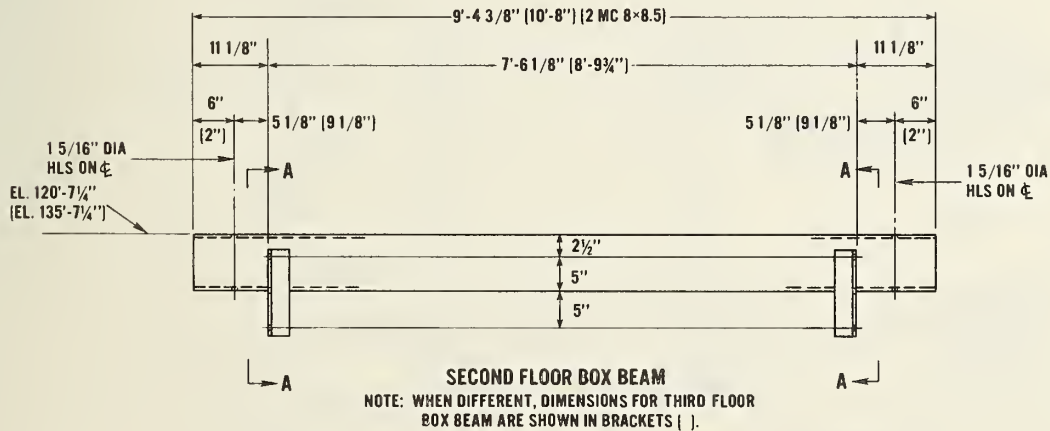 9'-4 3/8" (10'-8") (2 MC 8×8.5)
11 1/8"
7'-6 1/8" (8'-9¾")
11 1/8"
6"
(2")
5 1/8" (9 1/8")
5 1/8" (9 1/8")
6"
(2")
1 5/16" DIA
HLS ON ℄
A
A
1 5/16" DIA
HLS ON ℄
EL. 120'-7¼"
(EL. 135'-7¼")
2½"
5"
5"
A
A
SECOND FLOOR BOX BEAM
NOTE: WHEN DIFFERENT, DIMENSIONS FOR THIRD FLOOR
BOX BEAM ARE SHOWN IN BRACKETS ( ).